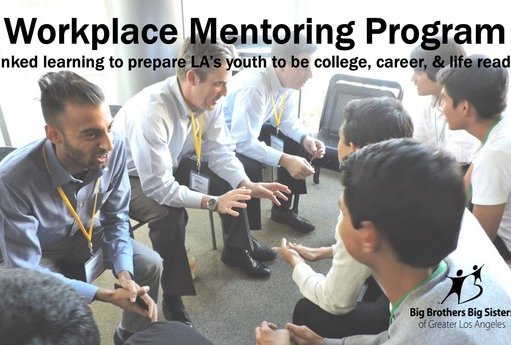 Workplace Mentoring Program
nked learning to prepare LA's youth to be college, career, & life read
Big Brothers Big Sisters
of Greater Los Angeles